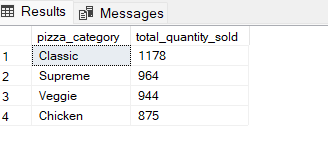 Results Messages
pizza_category total_quantity_sold
1 Classic 1178
2 Supreme 964
3 Veggie 944
4 Chicken 875